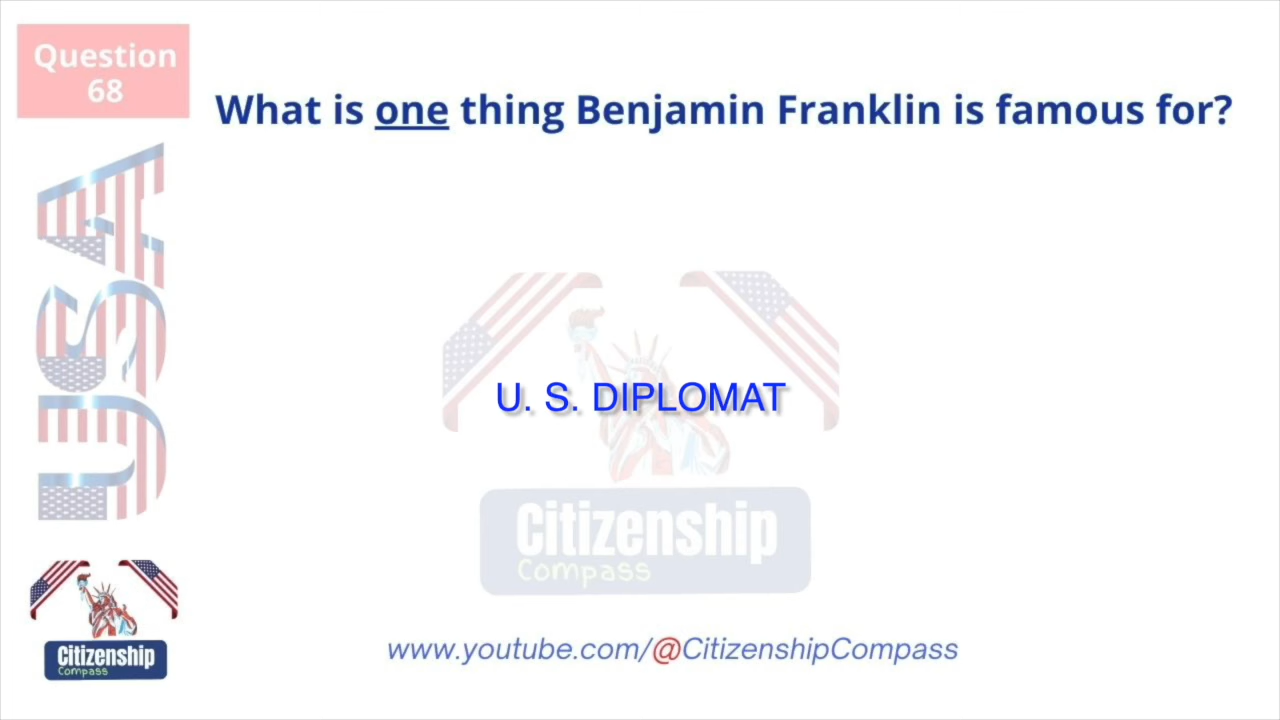 Question
68
What is one thing Benjamin Franklin is famous for?
USA
U. S. DIPLOMAT
Citizenship
Compass
Citizenship
Compass
www.youtube.com/@CitizenshipCompass